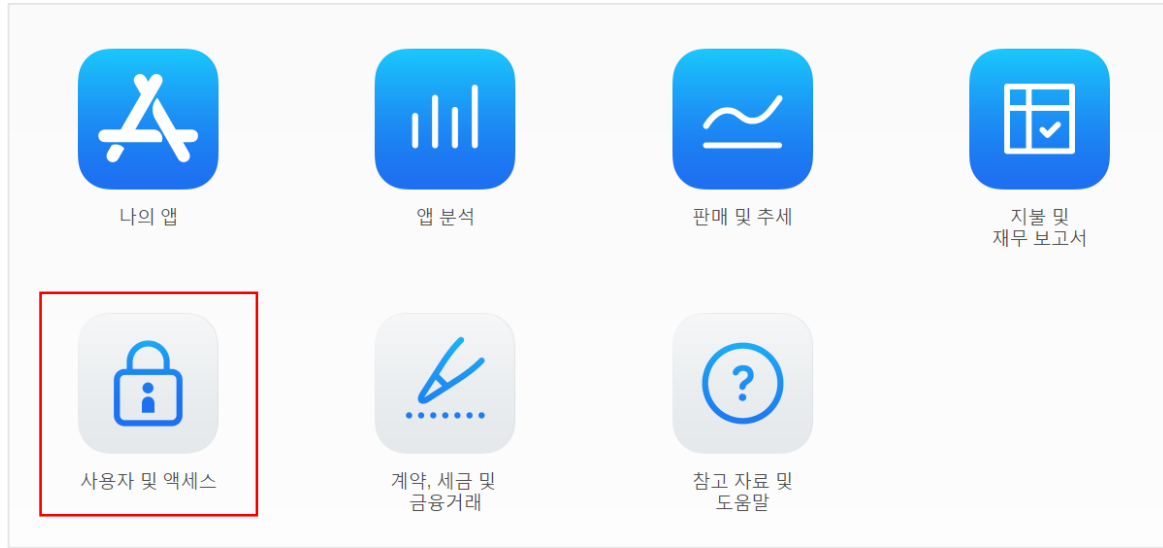 나의 앱
앱 분석
판매 및 추세
지불 및
재무 보고서
사용자 및 액세스
계약, 세금 및
금융거래
?
참고 자료 및
도움말